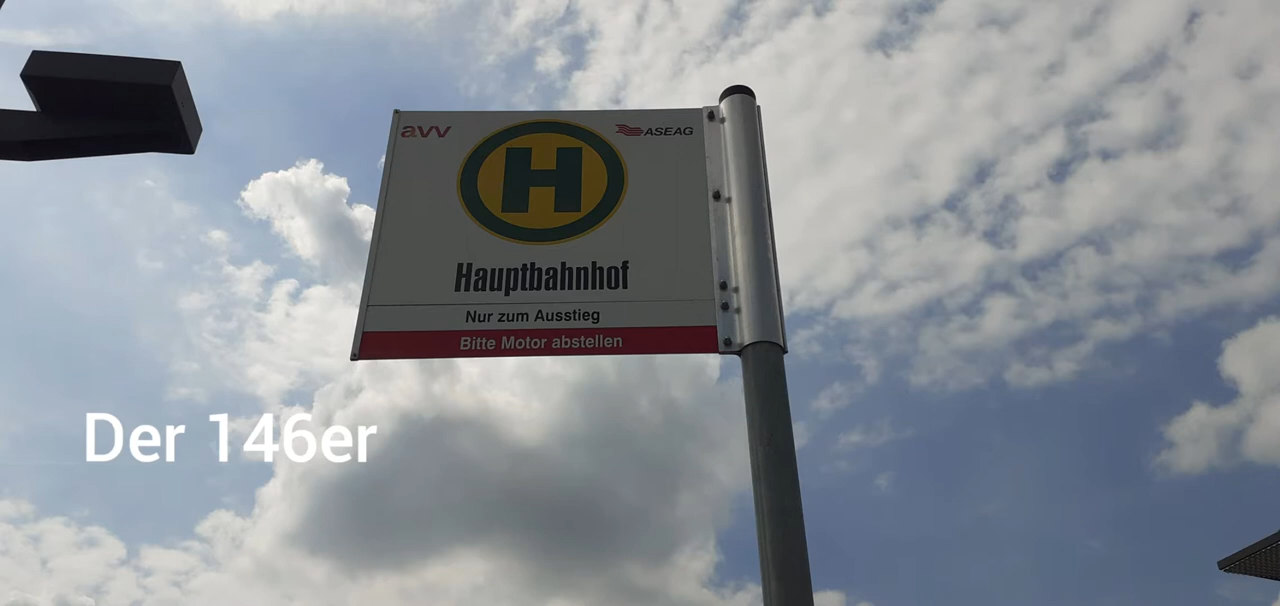 avv ASEAG
H
Hauptbahnhof
Nur zum Ausstieg
Bitte Motor abstellen
Der 146er